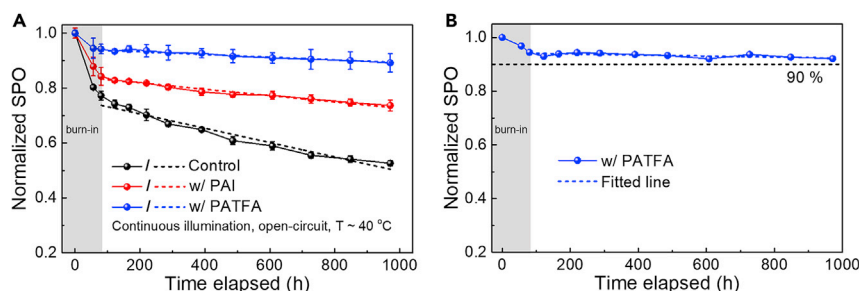 A
Normalized SPO
1.0
0.8
0.6
0.4
0.2
burn-in
/ Control
/ w/ PAI
/ w/ PATFA
Continuous illumination, open-circuit, T ~ 40 °C
0 200 400 600 800 1000
Time elapsed (h)
B
Normalized SPO
1.0
0.8
0.6
0.4
0.2
90 %
burn-in
w/ PATFA
Fitted line
0 200 400 600 800 1000
Time elapsed (h)